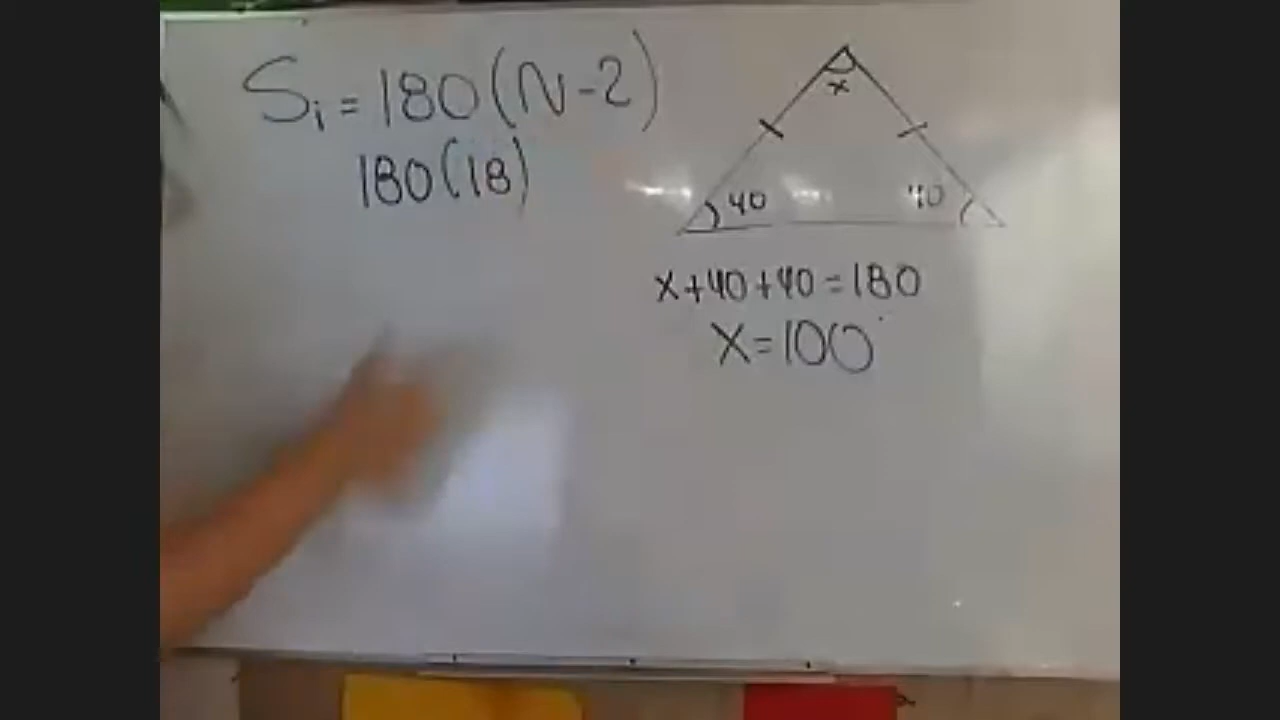 Si = 180(N-2)
180(18)
x
40
40
x+40+40=180
x=100°